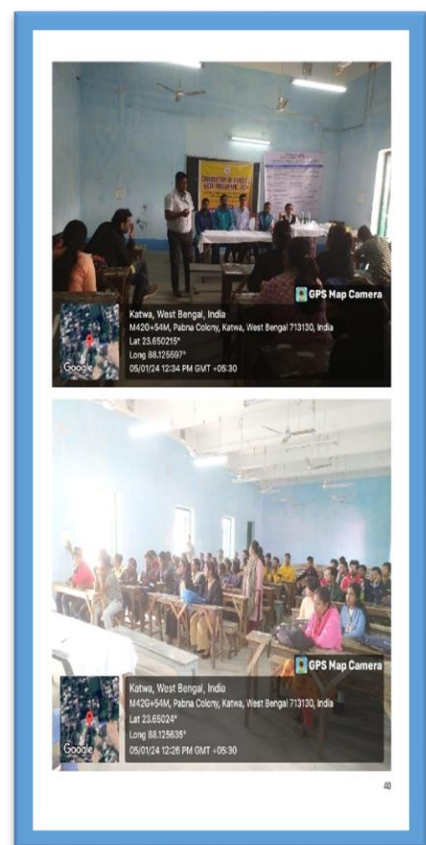 GPS Map Camera
Katwa, West Bengal, India
M42G+54M, Pabna Colony, Katwa, West Bengal 713130, India
Lat 23.650215°
Long 88.125597°
05/01/24 12:34 PM GMT +05:30
Google
GPS Map Camera
Katwa, West Bengal, India
M42G+54M, Pabna Colony, Katwa, West Bengal 713130, India
Lat 23.65024°
Long 88.125635°
05/01/24 12:26 PM GMT +05:30
Google
40